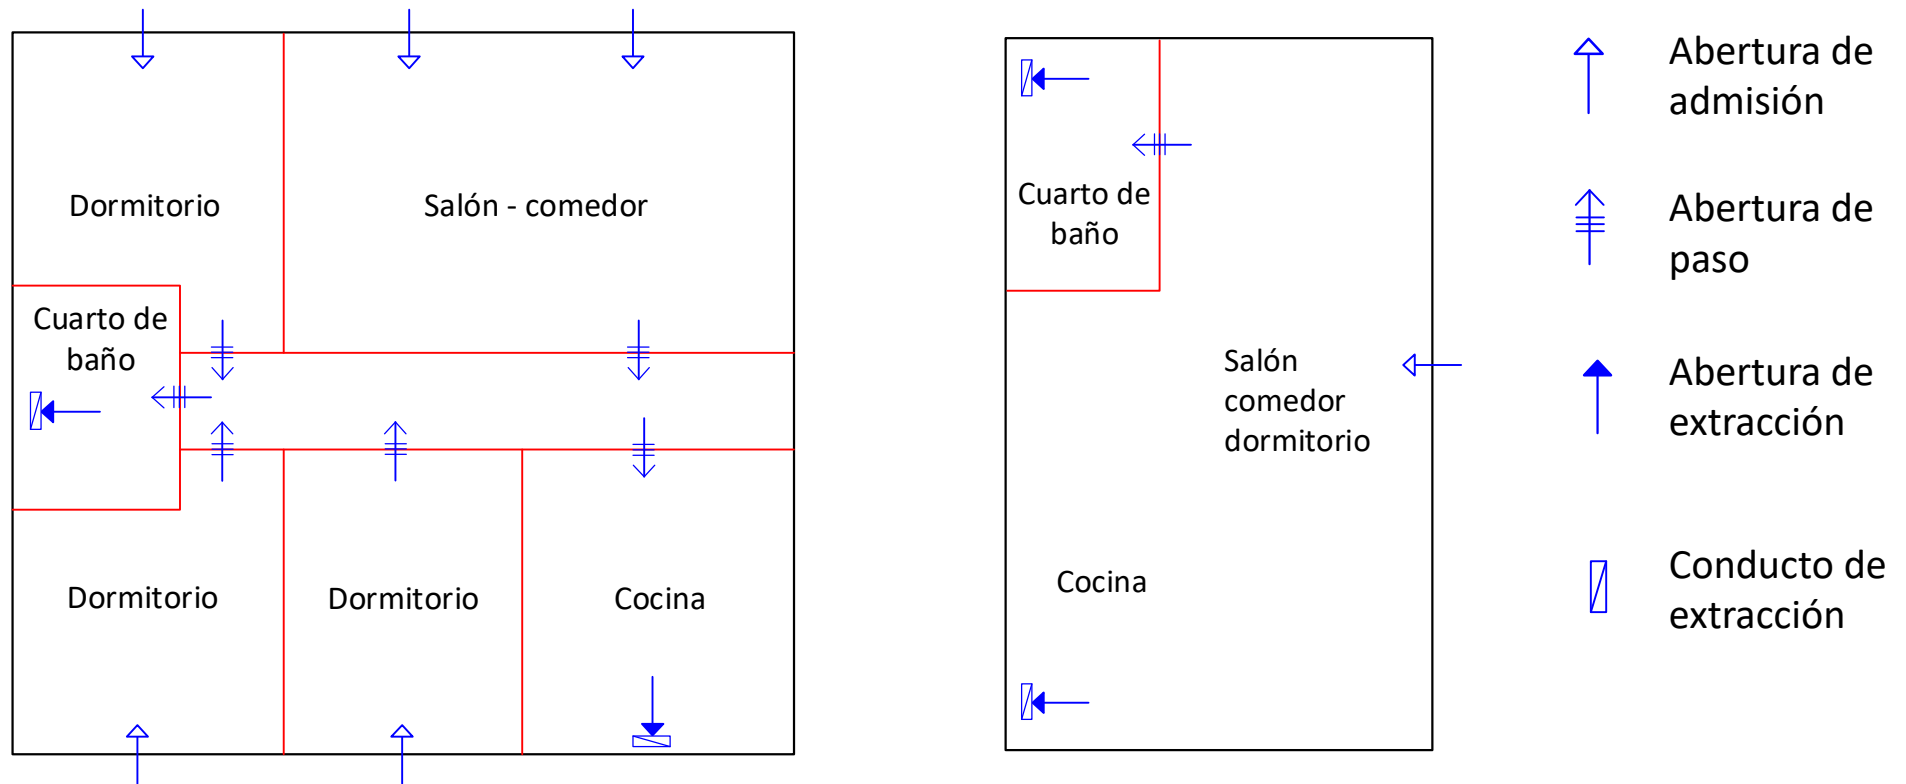 Dormitorio
Salón - comedor
Cuarto de
baño
Dormitorio
Dormitorio
Cocina
Cuarto de
baño
Salón
comedor
dormitorio
Cocina
Abertura de
admisión
Abertura de
paso
Abertura de
extracción
Conducto de
extracción